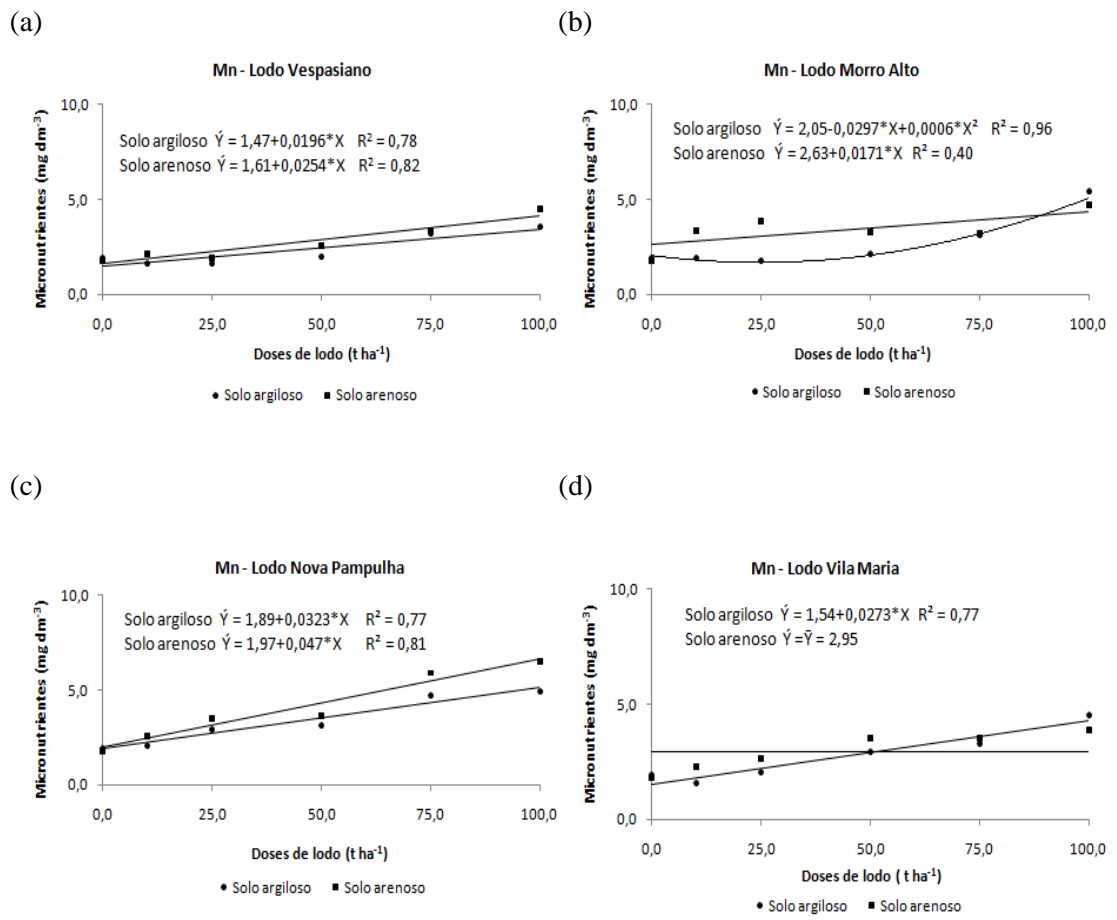 (a)
Mn - Lodo Vespasiano
Micronutrientes (mg dm⁻³)
10,0
5,0
0,0
Solo argiloso Ý = 1,47+0,0196*X R² = 0,78
Solo arenoso Ý = 1,61+0,0254*X R² = 0,82
0,0 25,0 50,0 75,0 100,0
Doses de lodo (t ha⁻¹)
Solo argiloso Solo arenoso
(b)
Mn - Lodo Morro Alto
Micronutrientes (mg dm⁻³)
10,0
5,0
0,0
Solo argiloso Ý = 2,05-0,0297*X+0,0006*X² R² = 0,96
Solo arenoso Ý = 2,63+0,0171*X R² = 0,40
0,0 25,0 50,0 75,0 100,0
Doses de lodo (t ha⁻¹)
Solo argiloso Solo arenoso
(c)
Mn - Lodo Nova Pampulha
Micronutrientes (mg dm⁻³)
10,0
5,0
0,0
Solo argiloso Ý = 1,89+0,0323*X R² = 0,77
Solo arenoso Ý = 1,97+0,047*X R² = 0,81
0,0 25,0 50,0 75,0 100,0
Doses de lodo (t ha⁻¹)
Solo argiloso Solo arenoso
(d)
Mn - Lodo Vila Maria
Micronutrientes (mg dm⁻³)
10,0
5,0
0,0
Solo argiloso Ý = 1,54+0,0273*X R² = 0,77
Solo arenoso Ý =Ȳ = 2,95
0,0 25,0 50,0 75,0 100,0
Doses de lodo ( t ha⁻¹)
Solo argiloso Solo arenoso